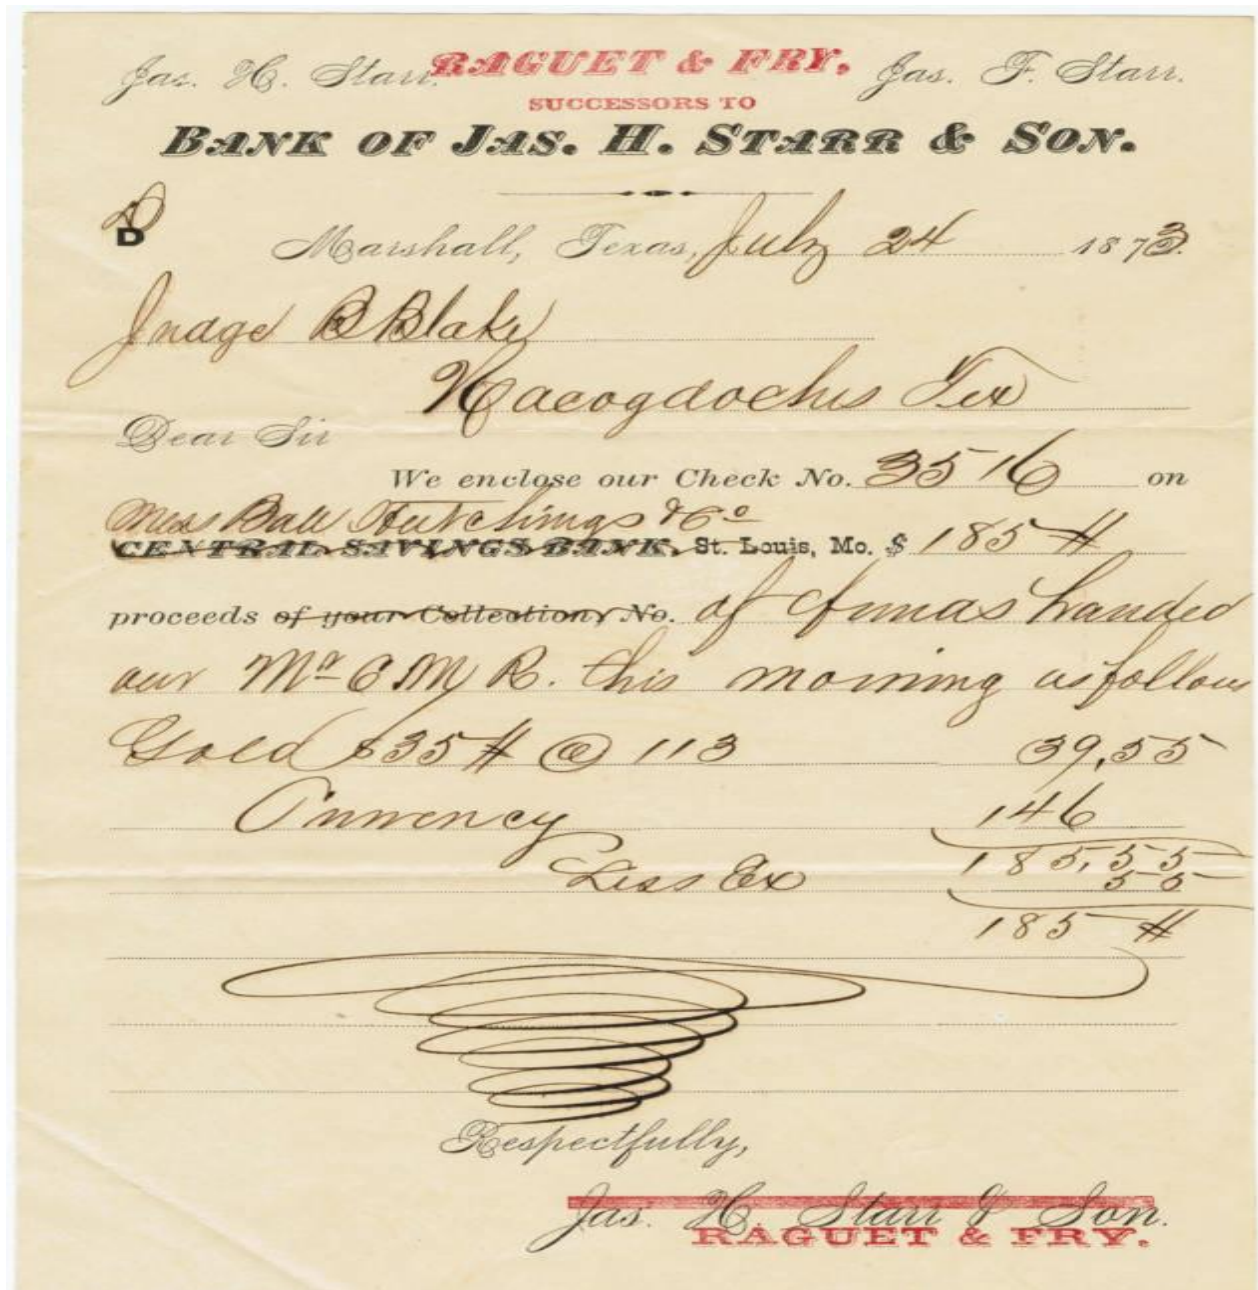 Jas. H. Starr. RAGUET & FRY. Jas. F. Starr.
SUCCESSORS TO
BANK OF JAS. H. STARR & SON.
D
Marshall, Texas, July 24 1873.
Judge B Blake
Nacogdoches Tex
Dear Sir
We enclose our Check No. 3516 on
Mess Ball Hutchings & Co
CENTRAL SAVINGS BANK, St. Louis, Mo. $ 185 #
proceeds of your Collection, No. of handed
our Mr C M R. this morning as follows
Gold $35 # @ 113 39,55
Currency 146
185,55
Less Ex 55
185 #
Respectfully,
Jas. H. Starr & Son.
RAGUET & FRY.